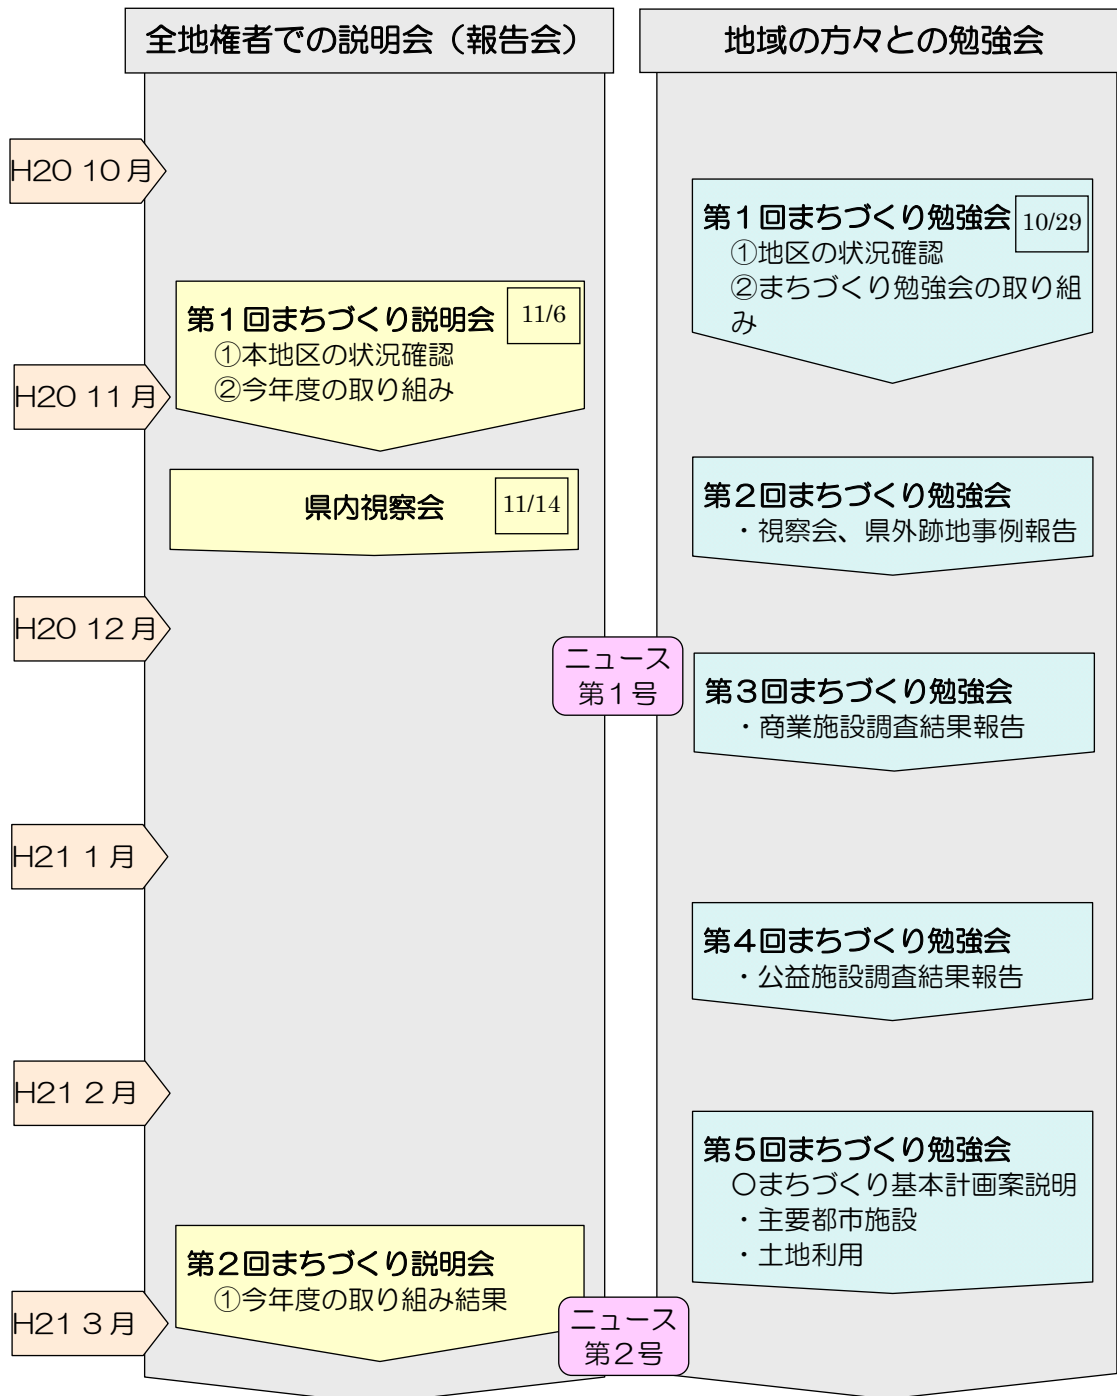 全地権者での説明会（報告会）
地域の方々との勉強会
H20 10月
第１回まちづくり勉強会
10/29
①地区の状況確認
②まちづくり勉強会の取り組
み
第１回まちづくり説明会
11/6
①本地区の状況確認
②今年度の取り組み
H20 11月
県内視察会
11/14
第２回まちづくり勉強会
・視察会、県外跡地事例報告
H20 12月
ニュース
第１号
第３回まちづくり勉強会
・商業施設調査結果報告
H21 1月
第４回まちづくり勉強会
・公益施設調査結果報告
H21 2月
第５回まちづくり勉強会
○まちづくり基本計画案説明
・主要都市施設
・土地利用
第２回まちづくり説明会
①今年度の取り組み結果
H21 3月
ニュース
第２号